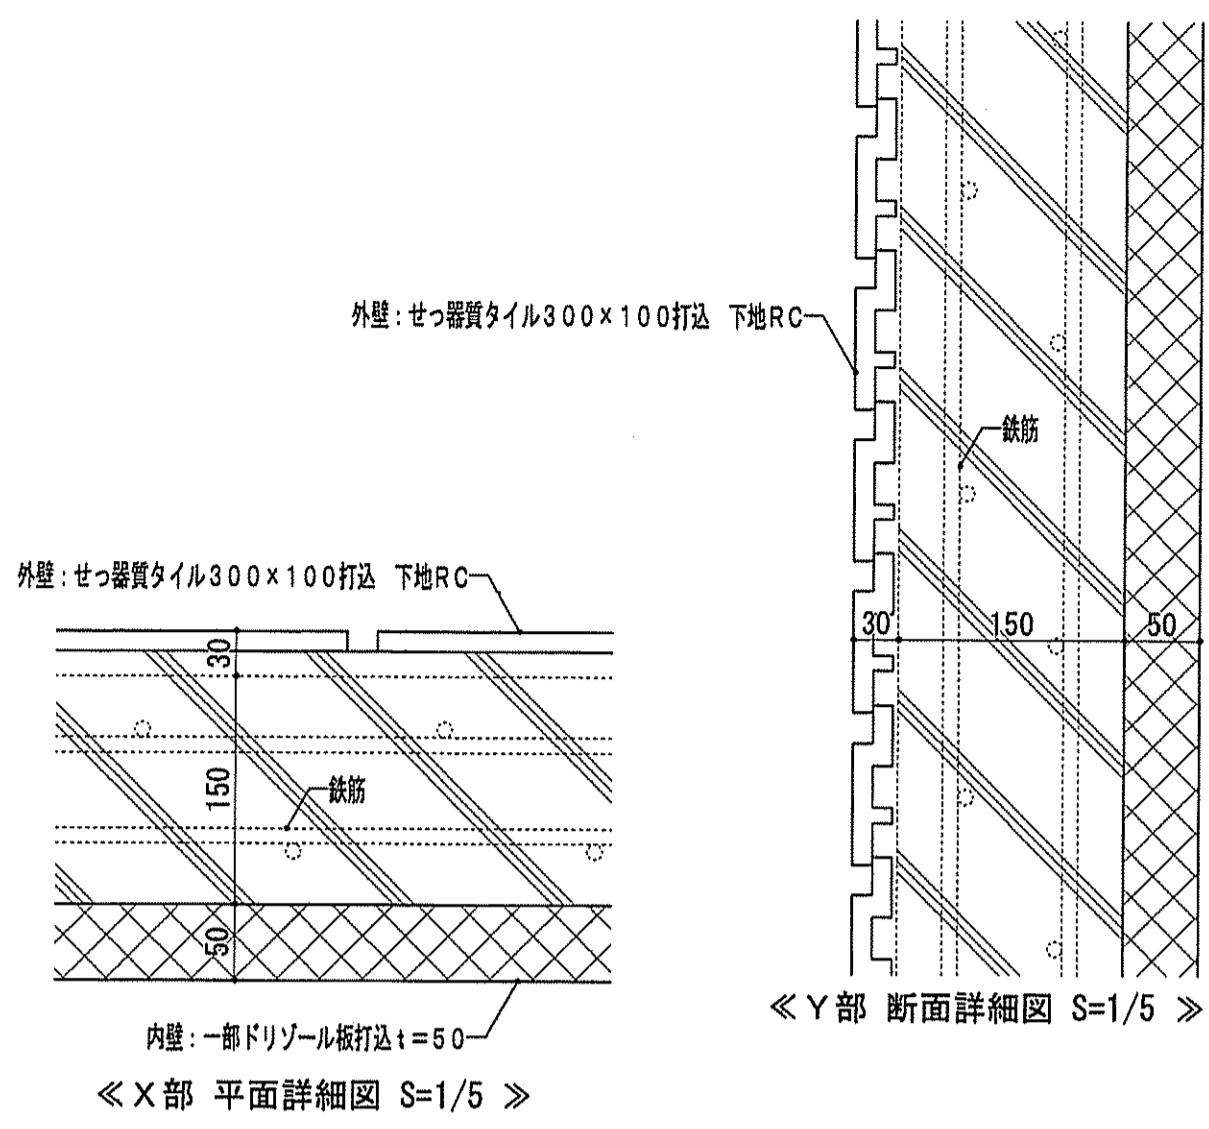 外壁：せっ器質タイル３００×１００打込　下地ＲＣ
鉄筋
30
150
50
≪ Ｙ部 断面詳細図 S=1/5 ≫
外壁：せっ器質タイル３００×１００打込　下地ＲＣ
30
150
鉄筋
50
内壁：一部ドリゾール板打込ｔ＝５０
≪ Ｘ部 平面詳細図 S=1/5 ≫